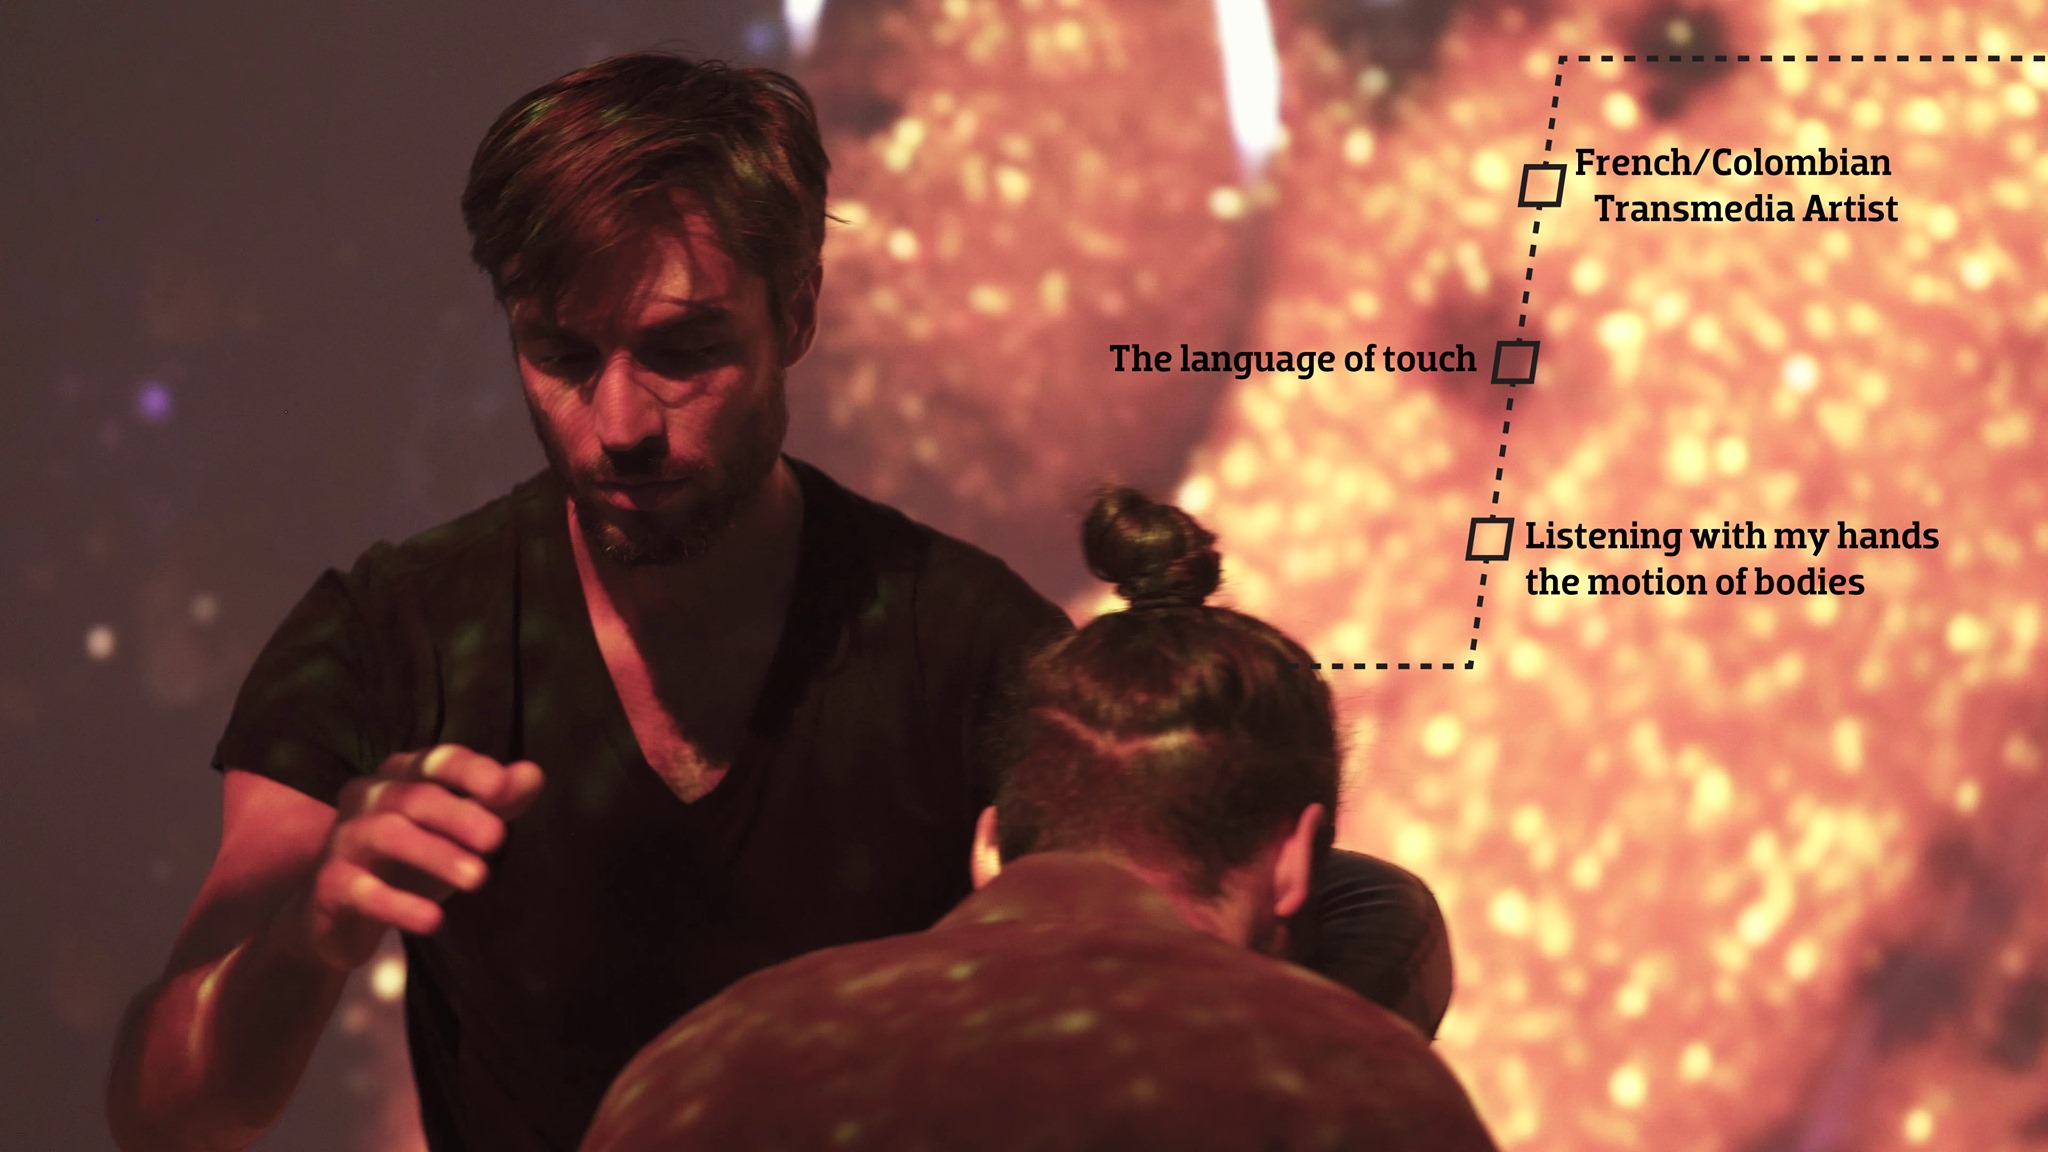 French/Colombian
Transmedia Artist
The language of touch
Listening with my hands
the motion of bodies